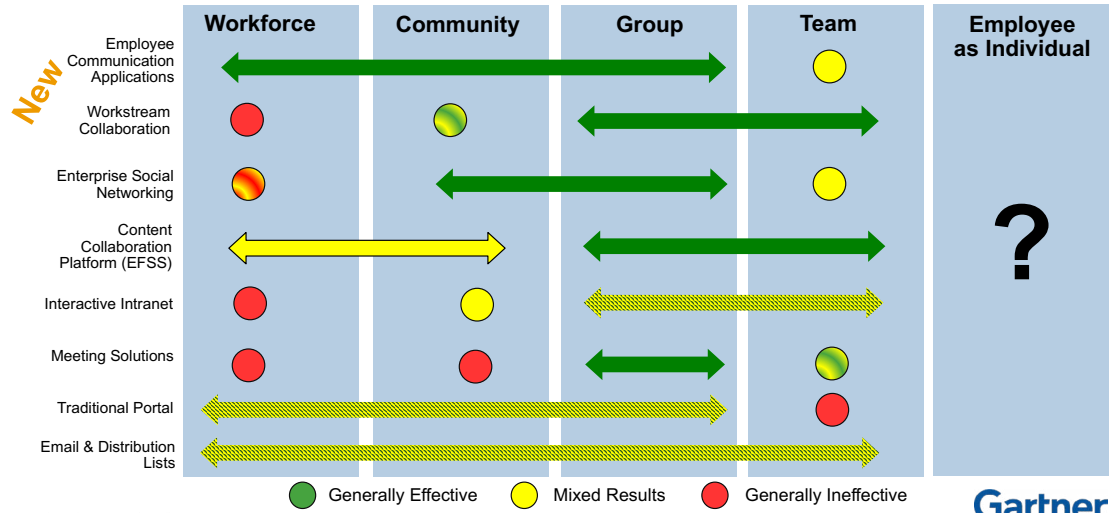 Workforce
Community
Group
Team
Employee
as Individual
New
Employee
Communication
Applications
Workstream
Collaboration
Enterprise Social
Networking
Content
Collaboration
Platform (EFSS)
Interactive Intranet
Meeting Solutions
Traditional Portal
Email & Distribution
Lists
?
Generally Effective
Mixed Results
Generally Ineffective
Gartner